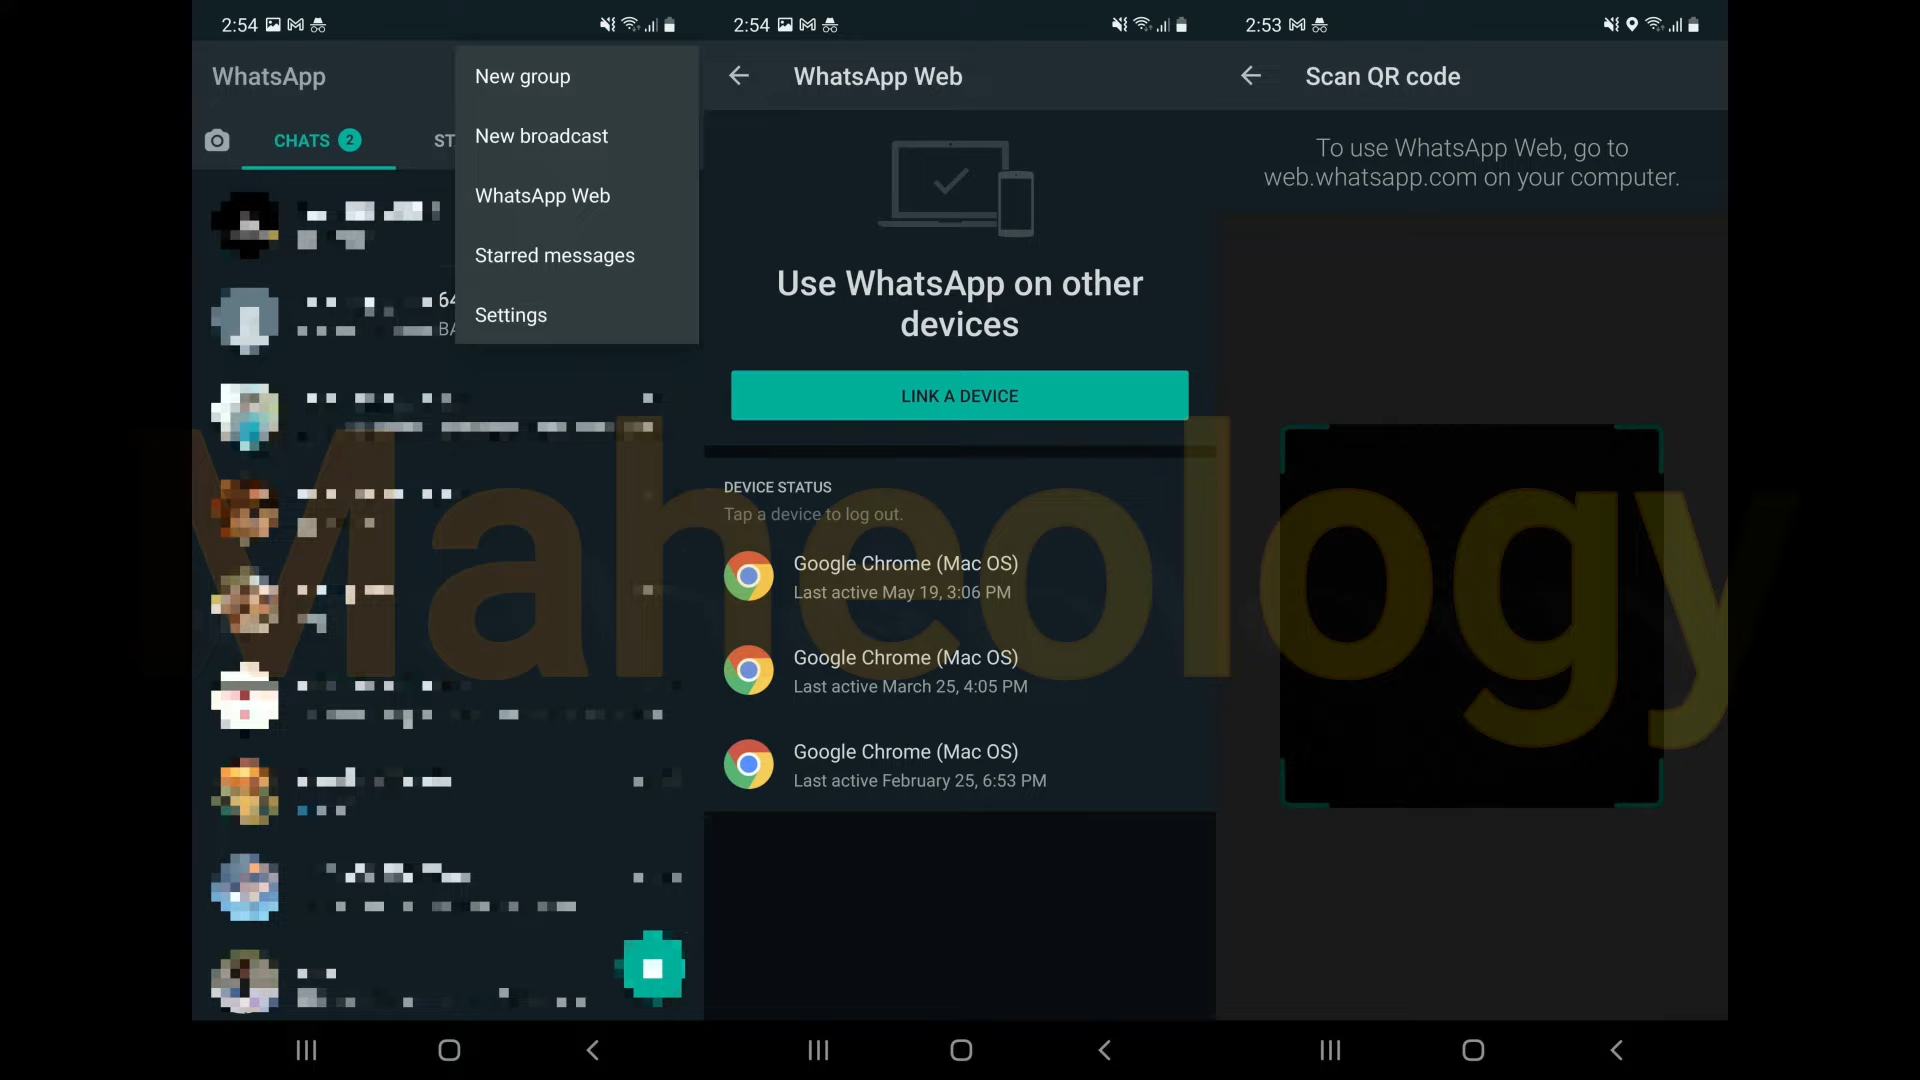 2:54
WhatsApp
CHATS 2
ST
64
BA
New group
New broadcast
WhatsApp Web
Starred messages
Settings
2:54
WhatsApp Web
Use WhatsApp on other
devices
LINK A DEVICE
DEVICE STATUS
Tap a device to log out.
Google Chrome (Mac OS)
Last active May 19, 3:06 PM
Google Chrome (Mac OS)
Last active March 25, 4:05 PM
Google Chrome (Mac OS)
Last active February 25, 6:53 PM
2:53
Scan QR code
To use WhatsApp Web, go to
web.whatsapp.com on your computer.
Maheology